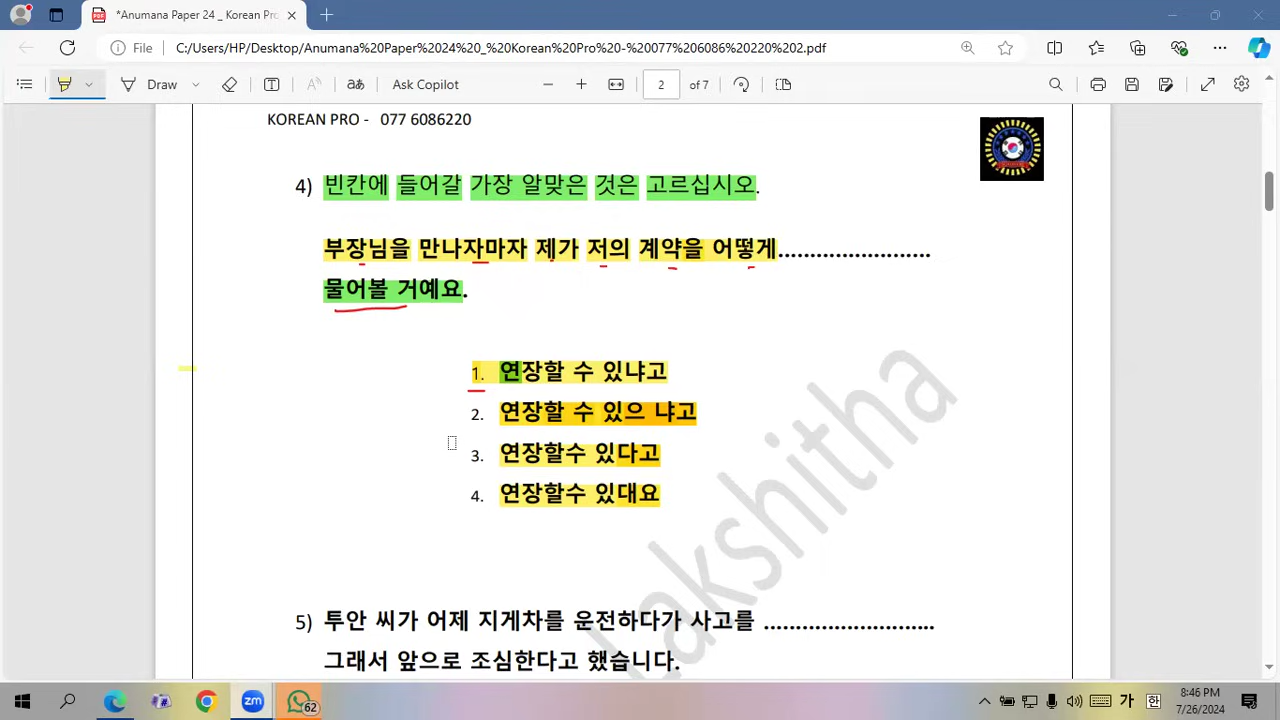 *Anumana Paper 24 _ Korean Pro
File
C:/Users/HP/Desktop/Anumana%20Paper%2024%20_%20Korean%20Pro%20-%20077%206086%20220%202.pdf
Draw
Ask Copilot
2
of 7
KOREAN PRO - 077 6086220
4) 빈칸에 들어갈 가장 알맞은 것은 고르십시오.
부장님을 만나자마자 제가 저의 계약을 어떻게........................
물어볼 거예요.
1. 연장할 수 있냐고
2. 연장할 수 있으 냐고
3. 연장할수 있다고
4. 연장할수 있대요
5) 투안 씨가 어제 지게차를 운전하다가 사고를 ...........................
그래서 앞으로 조심한다고 했습니다.
Lakshitha
62
가
한
8:46 PM
7/26/2024